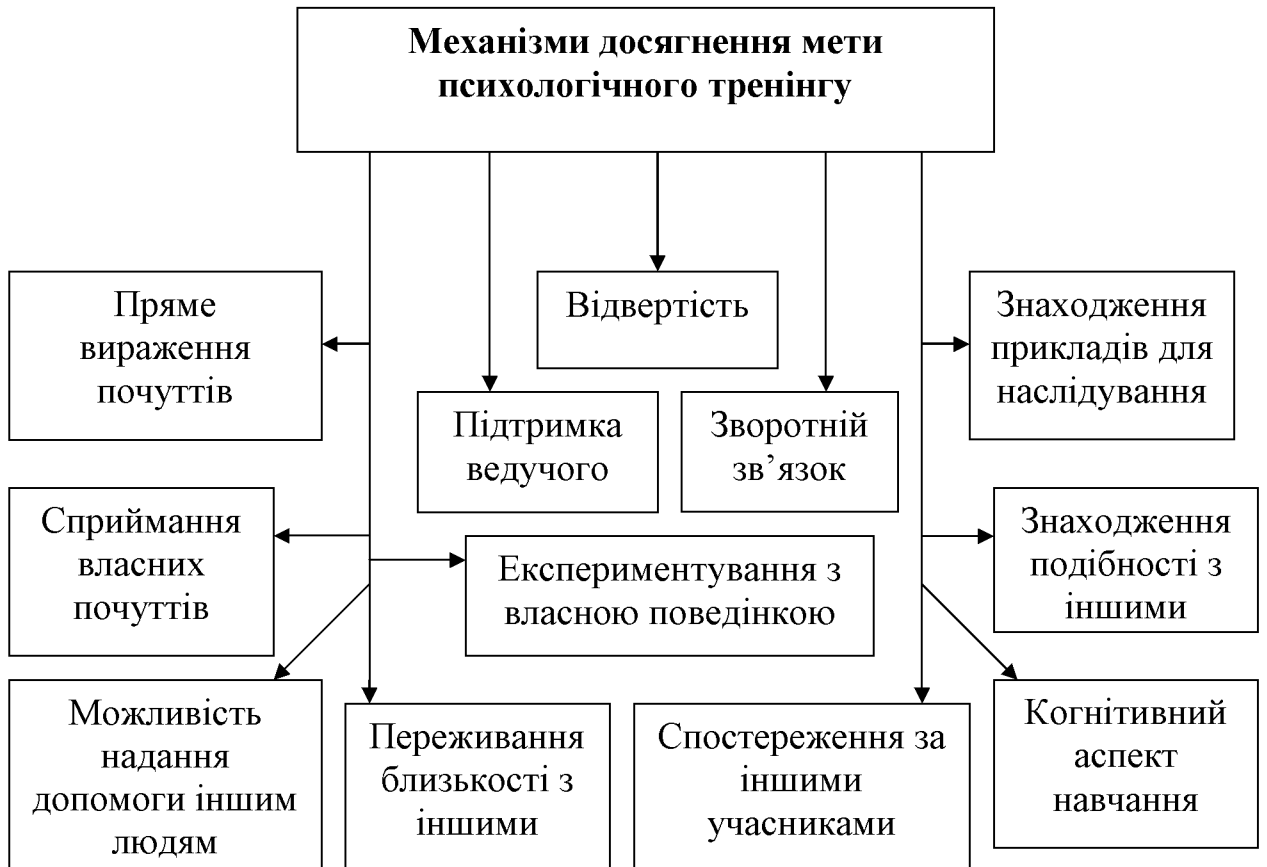 Механізми досягнення мети
психологічного тренінгу
Пряме
вираження
почуттів
Відвертість
Знаходження
прикладів для
наслідування
Підтримка
ведучого
Зворотній
зв’язок
Сприймання
власних
почуттів
Експериментування з
власною поведінкою
Знаходження
подібності з
іншими
Можливість
надання
допомоги іншим
людям
Переживання
близькості з
іншими
Спостереження за
іншими
учасниками
Когнітивний
аспект
навчання